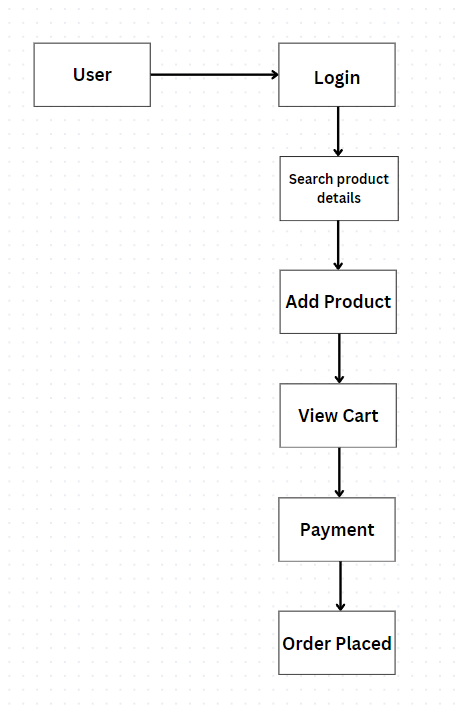 User
Login
Search product
details
Add Product
View Cart
Payment
Order Placed